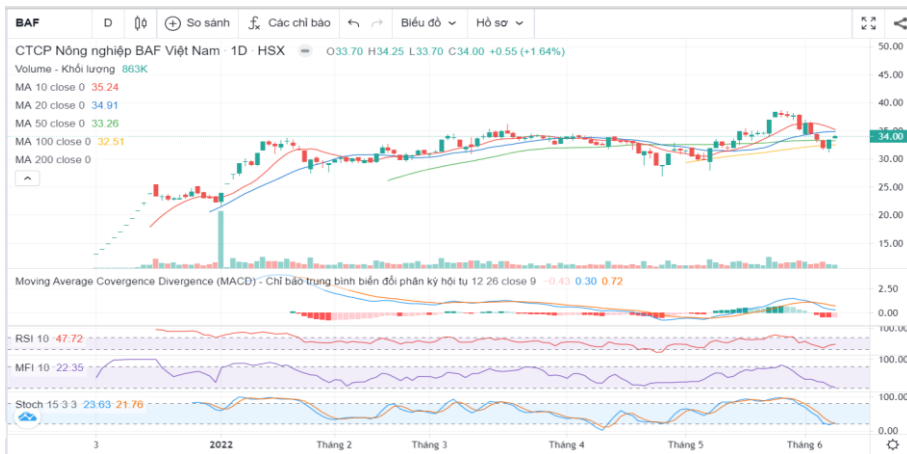 BAF D So sánh Các chỉ báo Biểu đồ Hồ sơ
CTCP Nông nghiệp BAF Việt Nam · 1D · HSX O33.70 H34.25 L33.70 C34.00 +0.55 (+1.64%)
50.00
Volume - Khối lượng 863K
45.00
MA 10 close 0 35.24
MA 20 close 0 34.91
40.00
MA 50 close 0 33.26
35.00
34.00
MA 100 close 0 32.51
MA 200 close 0
30.00
25.00
20.00
15.00
Moving Average Covergence Divergence (MACD) - Chỉ báo trung bình biến đổi phân kỳ hội tụ 12 26 close 9 -0.43 0.30 0.72
2.50
0.00
100.00
RSI 10 47.72
MFI 10 22.35
100.00
0.00
Stoch 15 3 3 23.63 21.76
100.00
0.00
3 2022 Tháng 2 Tháng 3 Tháng 4 Tháng 5 Tháng 6